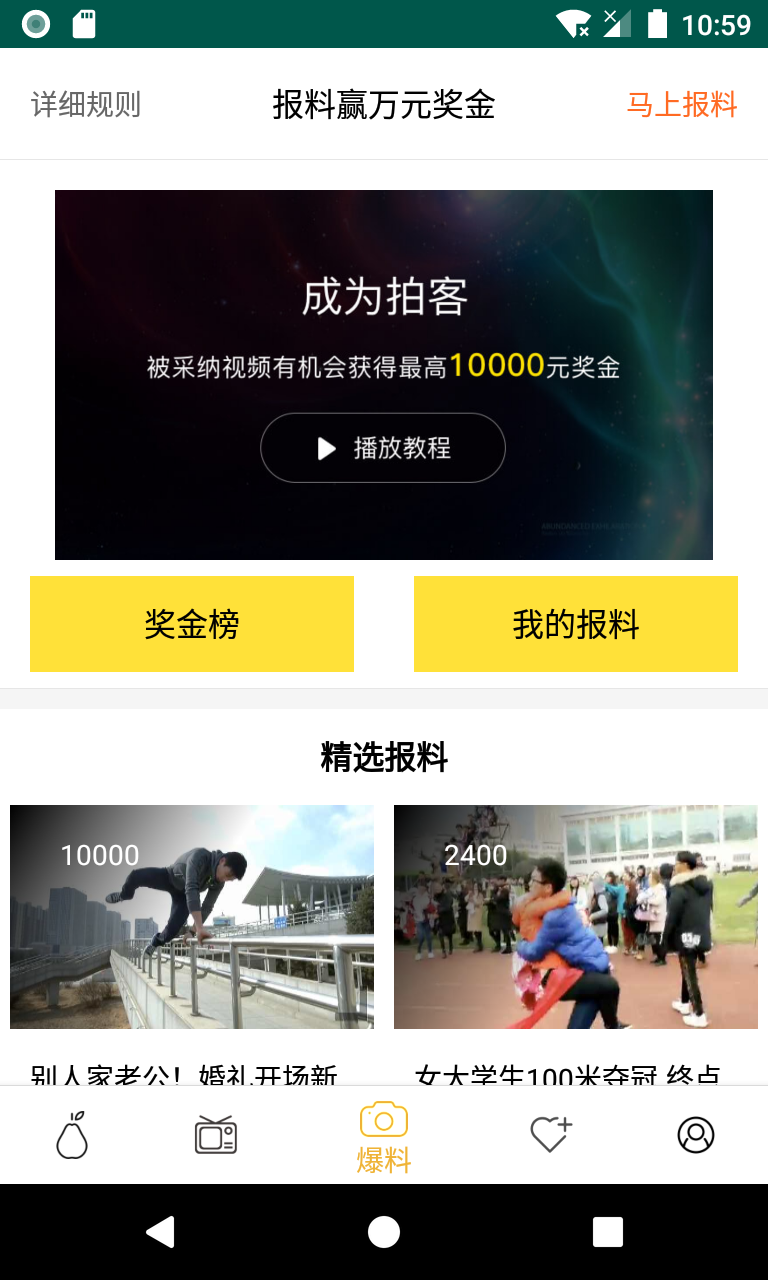 10:59
详细规则
报料赢万元奖金
马上报料
成为拍客
被采纳视频有机会获得最高10000元奖金
播放教程
奖金榜
我的报料
精选报料
10000
2400
别人家老公！婚礼开场新
女大学生100米夺冠 终点
爆料